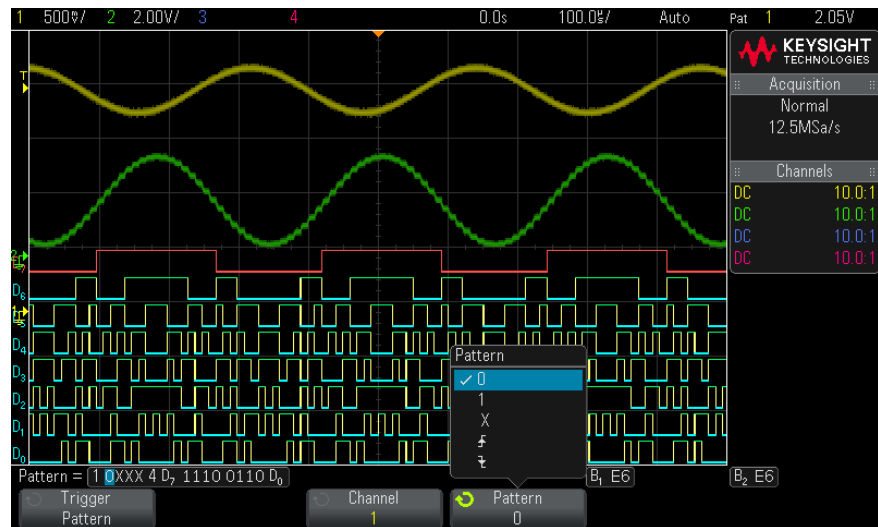 1 500⅟ 2 2.00V/ 3 4 0.0s 100.0㎲/ Auto Pat 1 2.05V
KEYSIGHT
TECHNOLOGIES
Acquisition
Normal
12.5MSa/s
Channels
DC 10.0:1
DC 10.0:1
DC 10.0:1
DC 10.0:1
T
2
D₆
1
D₄
D₃
D₂
D₁
D₀
Pattern
✓ 0
1
X
Pattern = 1 0XXX 4 D₇ 1110 0110 D₀ B₁ E6 B₂ E6
Trigger Channel Pattern
Pattern 1 0